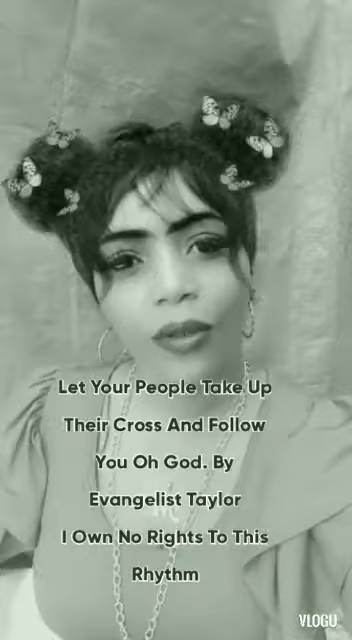 Let Your People Take Up
Their Cross And Follow
You Oh God. By
Evangelist Taylor
I Own No Rights To This
Rhythm
VLOGU